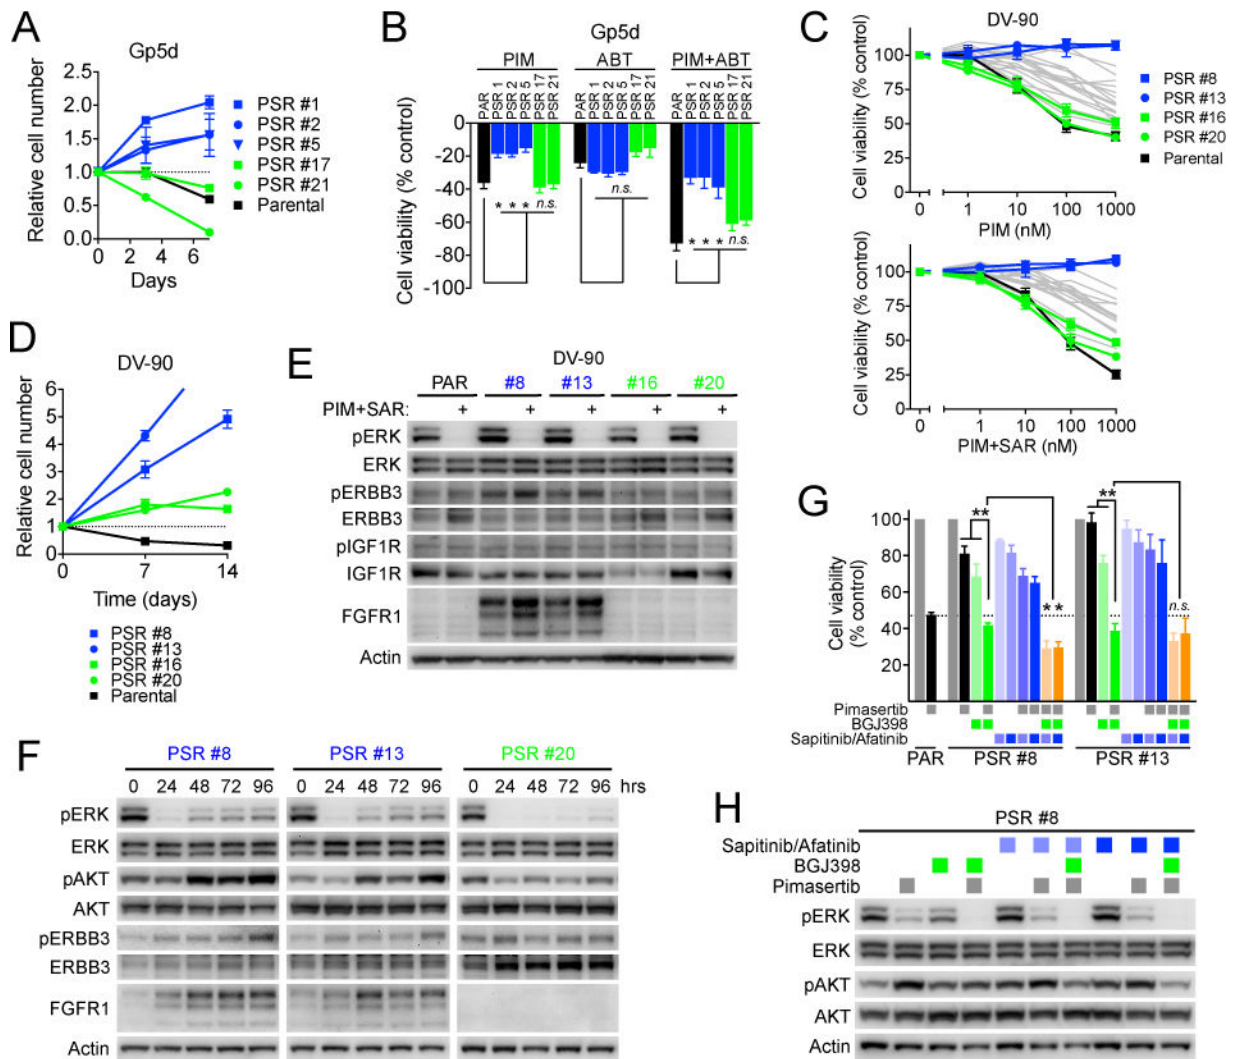 A
Gp5d
Relative cell number
2.5
2.0
1.5
1.0
0.5
0.0
0 2 4 6 8
Days
PSR #1
PSR #2
PSR #5
PSR #17
PSR #21
Parental
B
Gp5d
PIM ABT PIM+ABT
PAR PSR 1 PSR 2 PSR 5 PSR 17 PSR 21 PAR PSR 1 PSR 2 PSR 5 PSR 17 PSR 21 PAR PSR 1 PSR 2 PSR 5 PSR 17 PSR 21
Cell viability (% control)
0
-20
-40
-60
-80
-100
* * * n.s.
n.s.
* * * n.s.
C
DV-90
Cell viability (% control)
100
75
50
25
0
0 1 10 100 1000
PIM (nM)
PSR #8
PSR #13
PSR #16
PSR #20
Parental
Cell viability (% control)
100
75
50
25
0
0 1 10 100 1000
PIM+SAR (nM)
D
DV-90
Relative cell number
6
5
4
3
2
1
0
0 7 14
Time (days)
PSR #8
PSR #13
PSR #16
PSR #20
Parental
E
DV-90
PAR #8 #13 #16 #20
PIM+SAR: + + + + +
pERK
ERK
pERBB3
ERBB3
pIGF1R
IGF1R
FGFR1
Actin
F
PSR #8 PSR #13 PSR #20
0 24 48 72 96 0 24 48 72 96 0 24 48 72 96 hrs
pERK
ERK
pAKT
AKT
pERBB3
ERBB3
FGFR1
Actin
G
Cell viability
(% control)
100
80
60
40
20
** * *
** n.s.
Pimasertib
BGJ398
Sapitinib/Afatinib
PAR PSR #8 PSR #13
H
PSR #8
Sapitinib/Afatinib
BGJ398
Pimasertib
pERK
ERK
pAKT
AKT
Actin